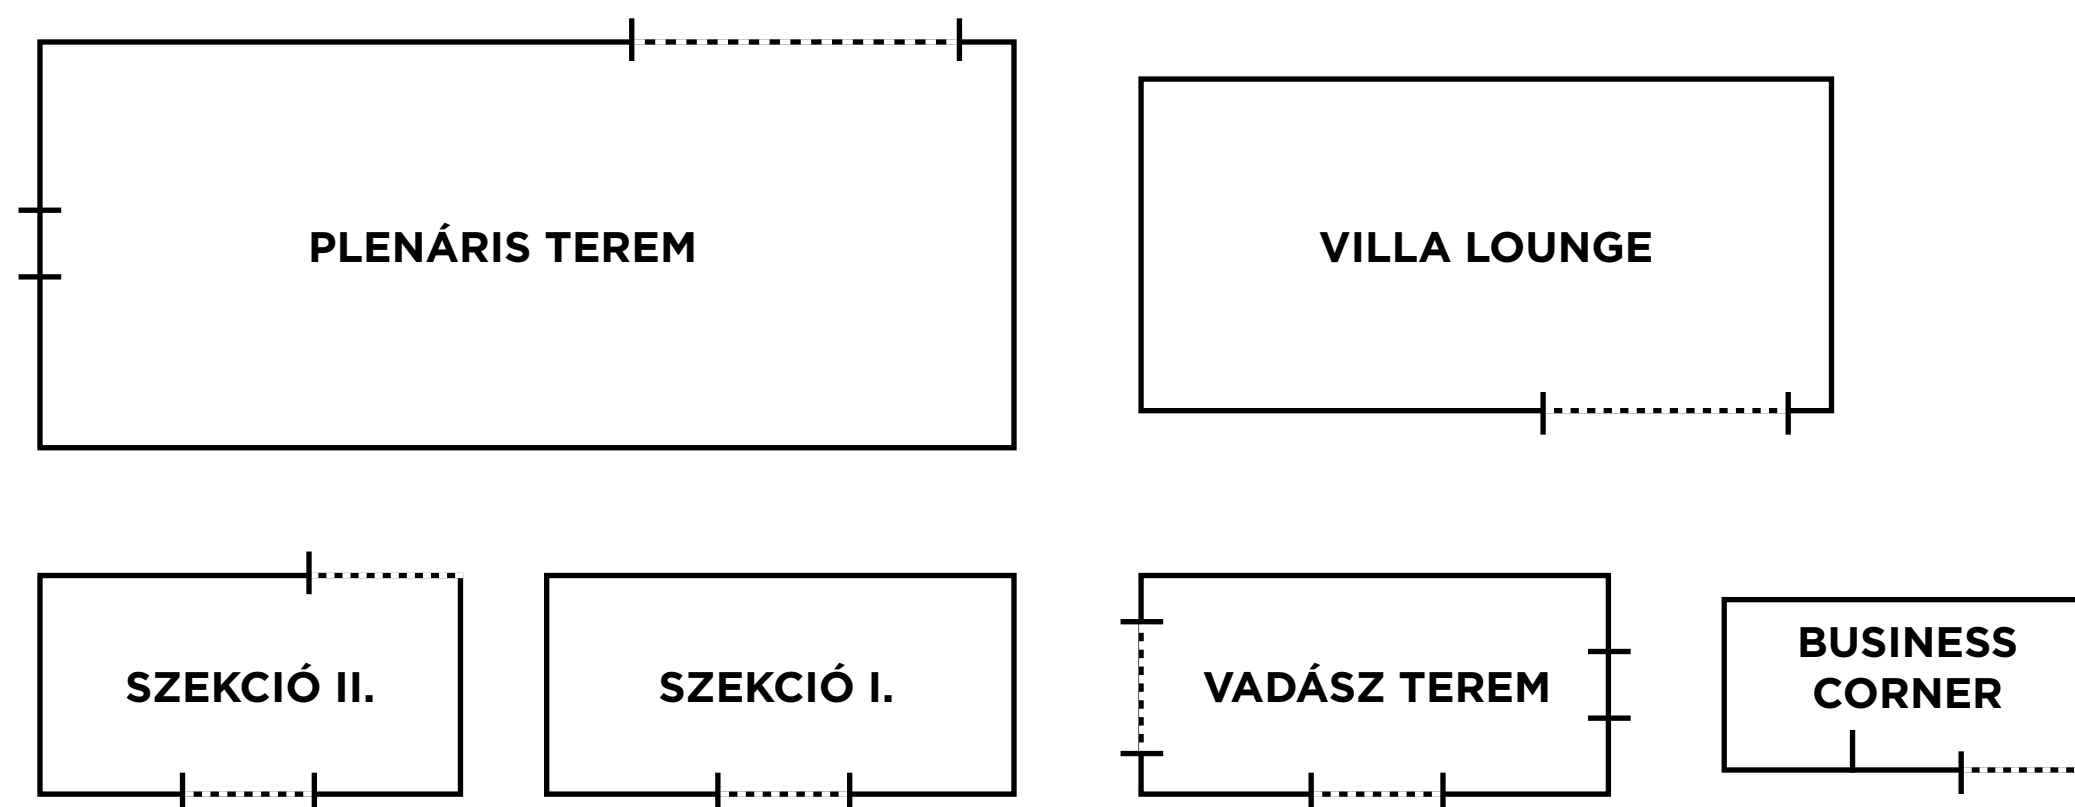 PLENÁRIS TEREM
VILLA LOUNGE
SZEKCIÓ II.
SZEKCIÓ I.
VADÁSZ TEREM
BUSINESS
CORNER